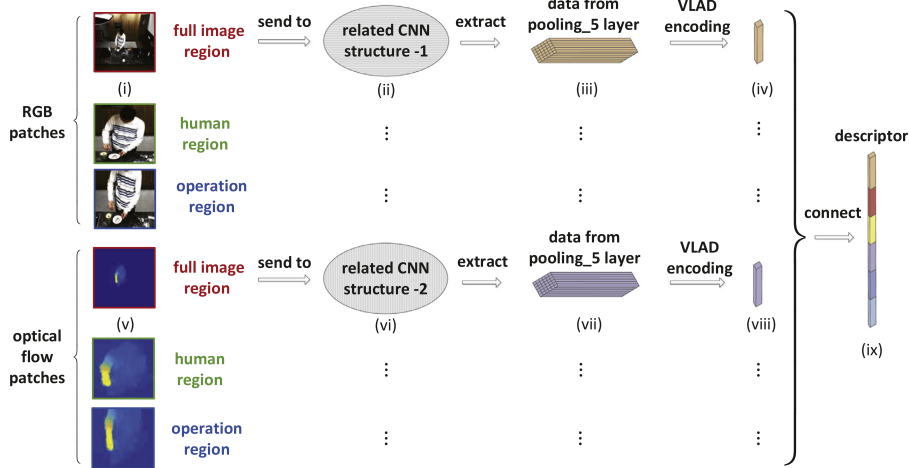 RGB
patches
full image
region
send to
related CNN
structure -1
extract
data from
pooling_5 layer
VLAD
encoding
(i)
(ii)
(iii)
(iv)
human
region
operation
region
descriptor
connect
optical
flow
patches
full image
region
send to
related CNN
structure -2
extract
data from
pooling_5 layer
VLAD
encoding
(v)
(vi)
(vii)
(viii)
human
region
operation
region
(ix)